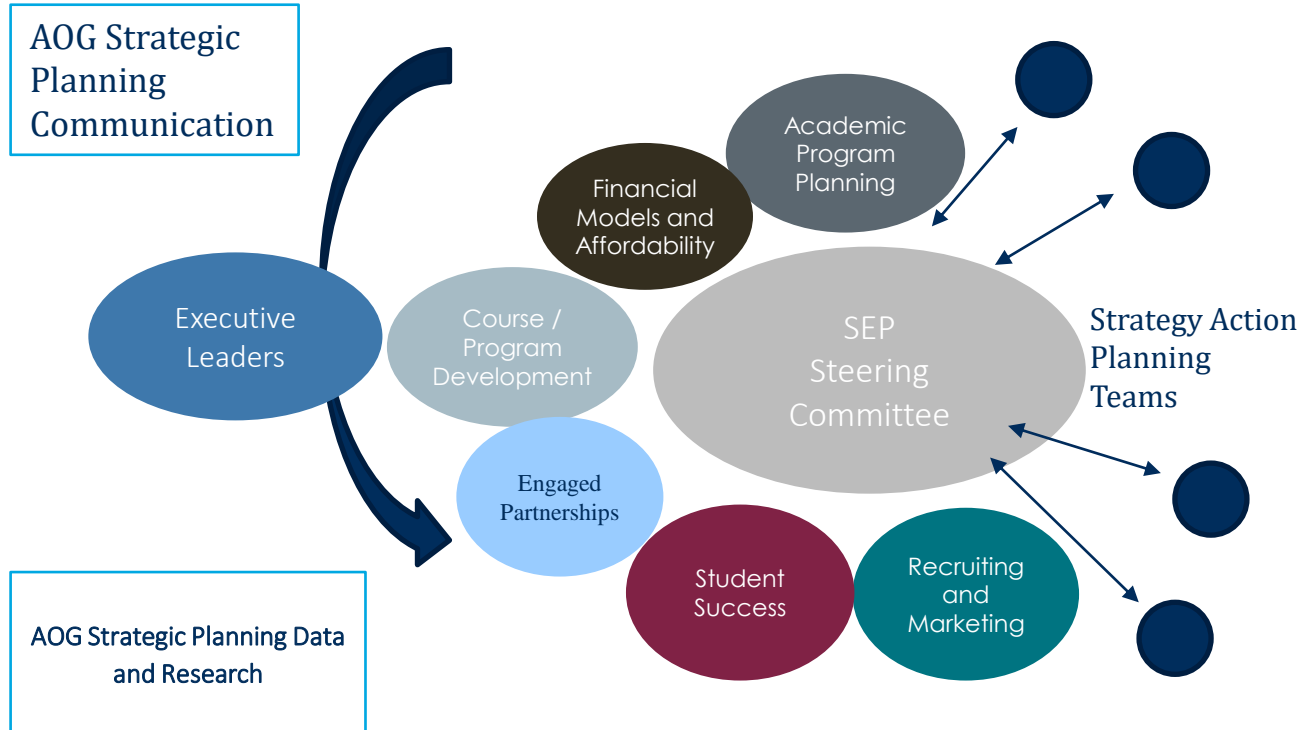 AOG Strategic
Planning
Communication
Academic
Program
Planning
Financial
Models and
Affordability
Executive
Leaders
Course /
Program
Development
SEP
Steering
Committee
Strategy Action
Planning
Teams
Engaged
Partnerships
Student
Success
Recruiting
and
Marketing
AOG Strategic Planning Data
and Research